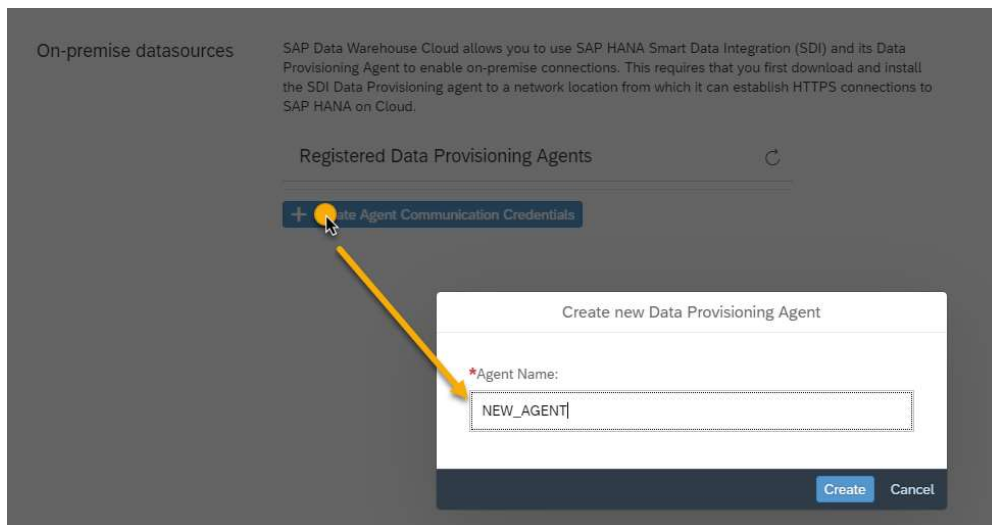 On-premise datasources
SAP Data Warehouse Cloud allows you to use SAP HANA Smart Data Integration (SDI) and its Data
Provisioning Agent to enable on-premise connections. This requires that you first download and install
the SDI Data Provisioning agent to a network location from which it can establish HTTPS connections to
SAP HANA on Cloud.
Registered Data Provisioning Agents
ate Agent Communication Credentials
Create new Data Provisioning Agent
*Agent Name:
NEW_AGENT
Create Cancel